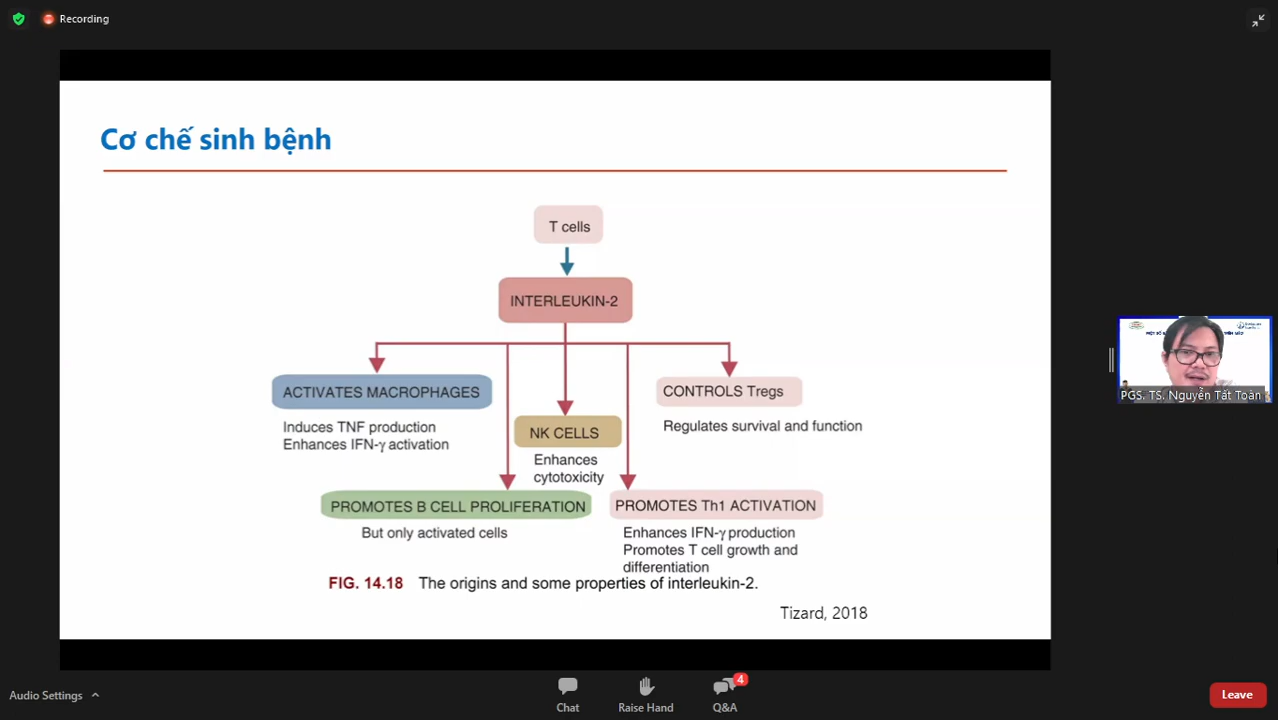 Recording
Cơ chế sinh bệnh
T cells
INTERLEUKIN-2
ACTIVATES MACROPHAGES
Induces TNF production
Enhances IFN-γ activation
NK CELLS
Enhances
cytotoxicity
CONTROLS Tregs
Regulates survival and function
PROMOTES B CELL PROLIFERATION
But only activated cells
PROMOTES Th1 ACTIVATION
Enhances IFN-γ production
Promotes T cell growth and
differentiation
FIG. 14.18 The origins and some properties of interleukin-2.
Tizard, 2018
PGS. TS. Nguyễn Tất Toàn
Audio Settings
Chat
Raise Hand
4
Q&A
Leave